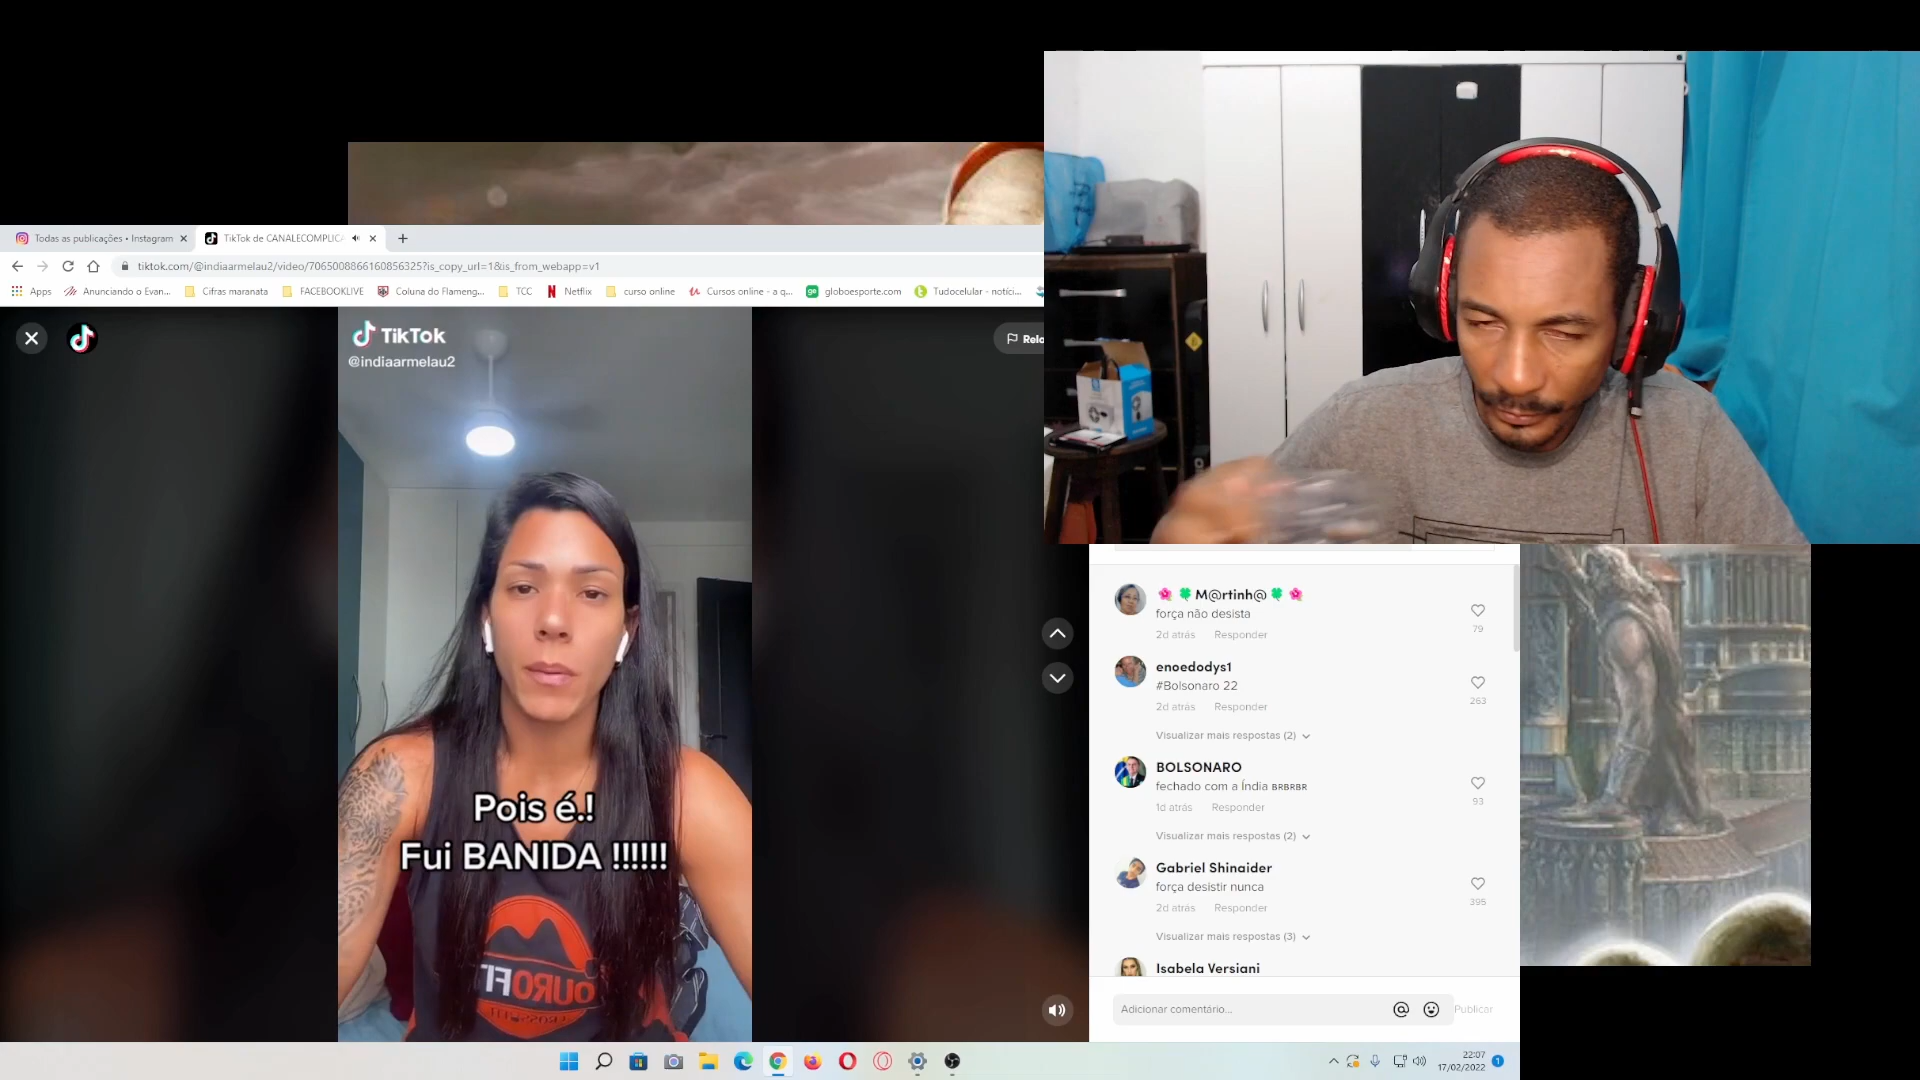 Todas as publicações • Instagram
TikTok de CANALECOMPLICA
tiktok.com/@indiaarmelau2/video/7065008866160856325?is_copy_url=1&is_from_webapp=v1
Apps
Anunciando o Evan...
Cifras maranata
FACEBOOKLIVE
Coluna do Flameng...
TCC
Netflix
curso online
Cursos online - a q...
globoesporte.com
Tudocelular - notíci...
TikTok
@indiaarmelau2
Relo
Pois é.!
Fui BANIDA !!!!!!
OUROFIT
🌺 🍀 M@rtinh@ 🍀 🌺
força não desista
79
2d atrás Responder
enoedodys1
#Bolsonaro 22
263
2d atrás Responder
Visualizar mais respostas (2)
BOLSONARO
fechado com a Índia BRBRBR
93
1d atrás Responder
Visualizar mais respostas (2)
Gabriel Shinaider
força desistir nunca
395
2d atrás Responder
Visualizar mais respostas (3)
Isabela Versiani
Adicionar comentário...
Publicar
22:07
17/02/2022
1